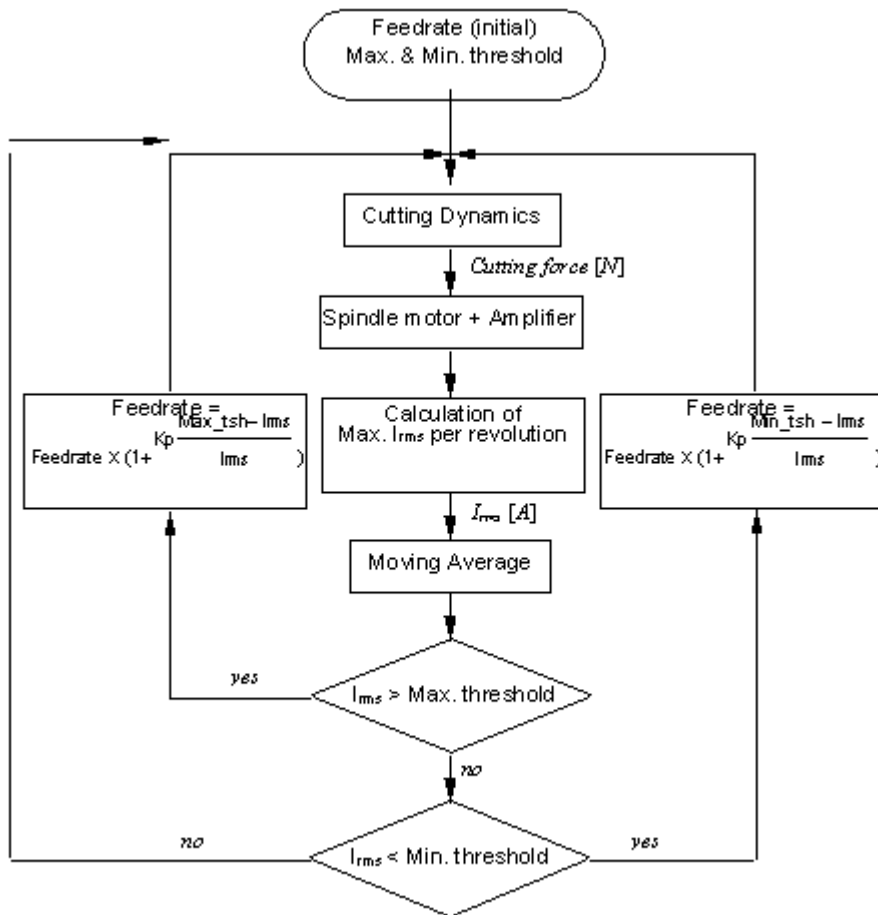 Feedrate (initial)
Max. & Min. threshold
Cutting Dynamics
Cutting force [N]
Spindle motor + Amplifier
Feedrate =
Feedrate X (1+ Kp Max_tsh-Irms / Irms )
Calculation of
Max. Irms per revolution
Feedrate =
Feedrate X (1+ Kp Min_tsh - Irms / Irms )
Irms [A]
Moving Average
yes
Irms > Max. threshold
no
no
Irms < Min. threshold
yes